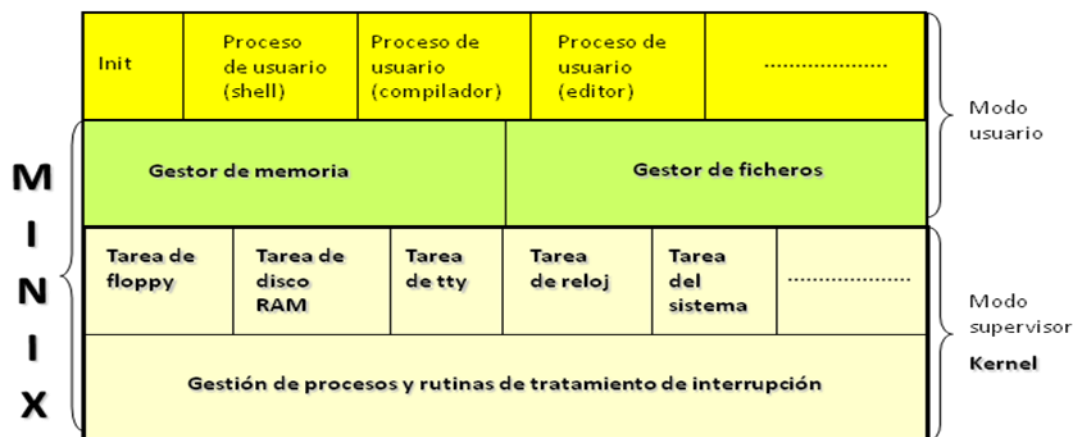 Init
Proceso
de usuario
(shell)
Proceso de
usuario
(compilador)
Proceso de
usuario
(editor)
...................
Modo
usuario
M
I
N
I
X
Gestor de memoria
Gestor de ficheros
Tarea de
floppy
Tarea de
disco
RAM
Tarea
de tty
Tarea
de reloj
Tarea
del
sistema
...................
Modo
supervisor
Kernel
Gestión de procesos y rutinas de tratamiento de interrupción